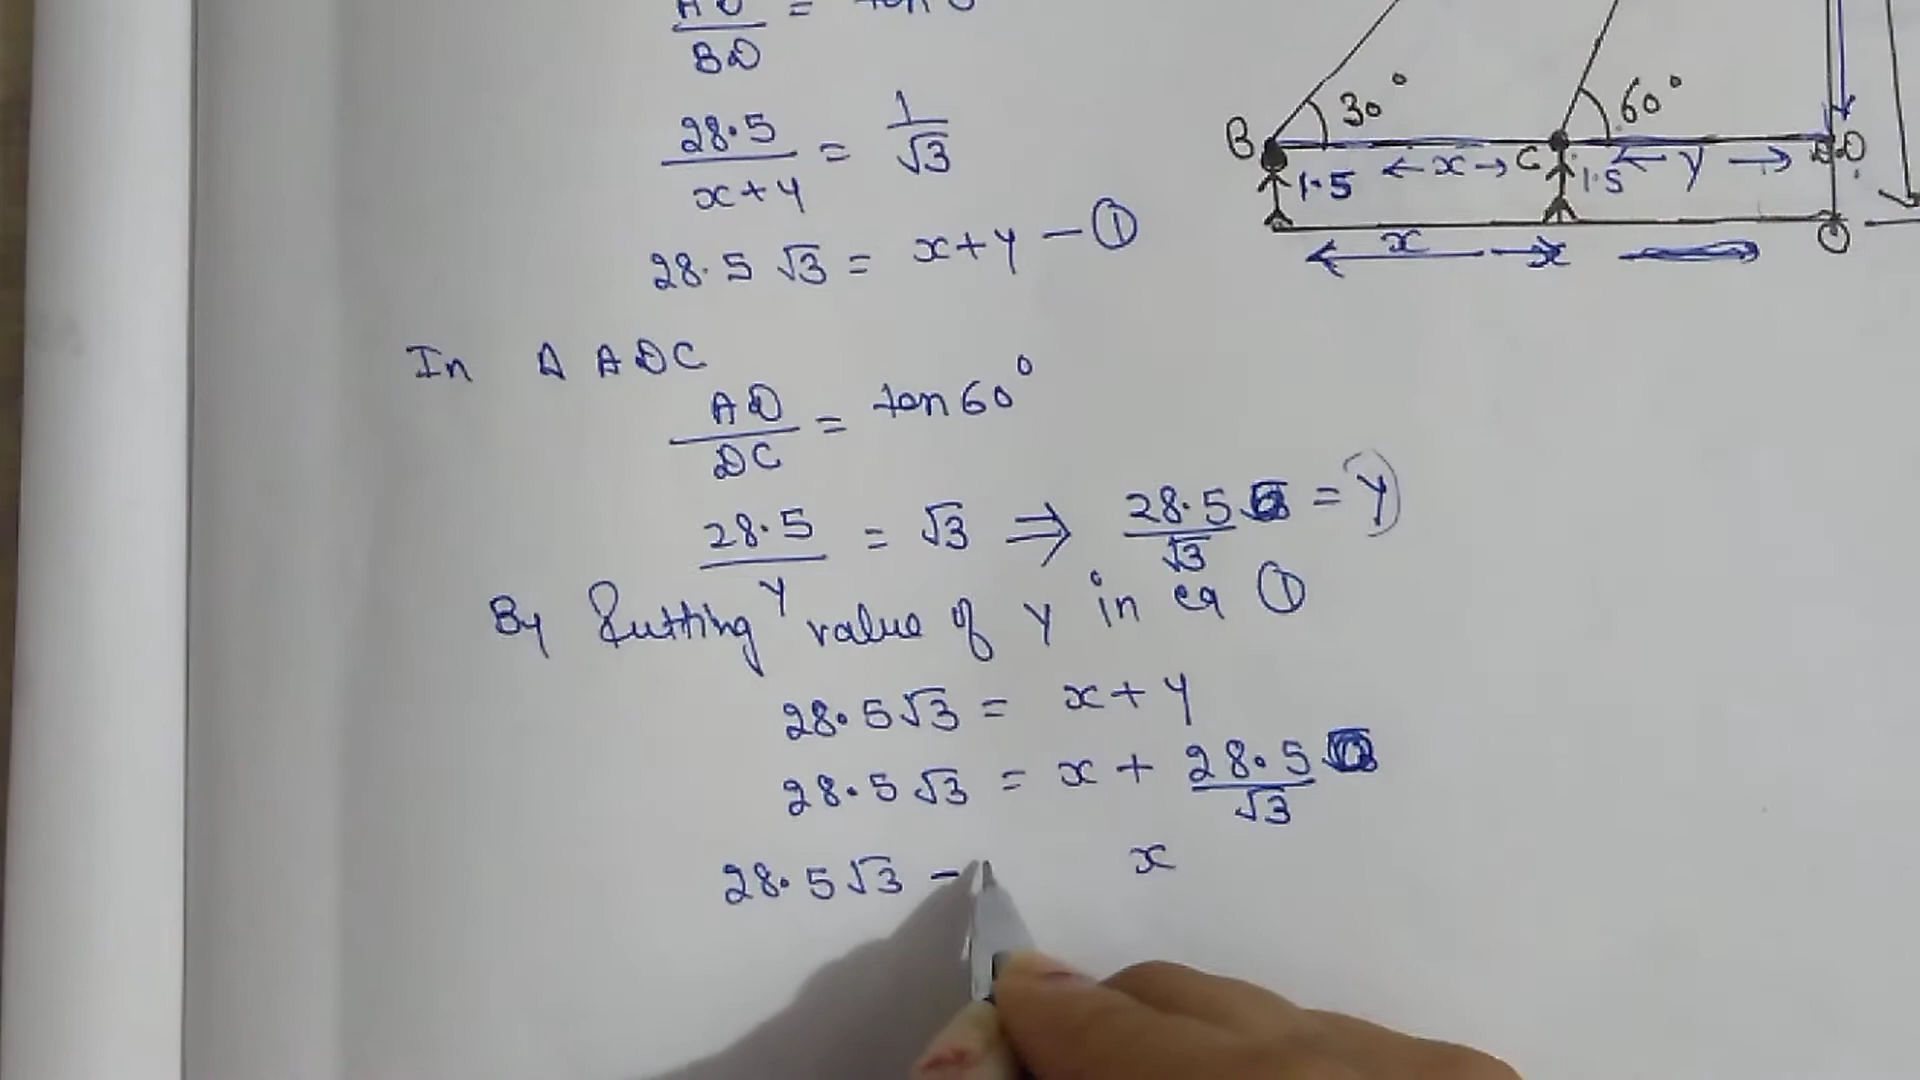 BD
28.5 / x+y = 1/√3
28.5 √3 = x+y - ①
In Δ ADC
AD / DC = tan60°
28.5 / y = √3 ⇒ 28.5 / √3 = y
By Putting value of y in eq ①
28.5√3 = x+y
28.5√3 = x + 28.5 / √3
28.5√3 - x
30° 60°
B 1.5 ←x→ C 1.5 ← y → D
x